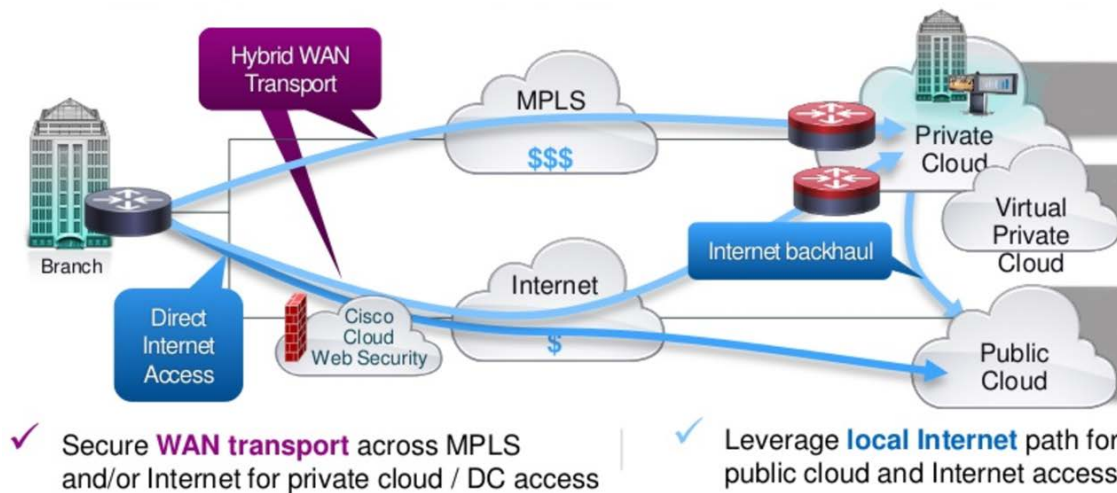 Hybrid WAN
Transport
MPLS
$$$
Private
Cloud
Virtual
Private
Cloud
Branch
Internet backhaul
Internet
$
Direct
Internet
Access
Cisco
Cloud
Web Security
Public
Cloud
✓ Secure WAN transport across MPLS
and/or Internet for private cloud / DC access
✓ Leverage local Internet path for
public cloud and Internet access